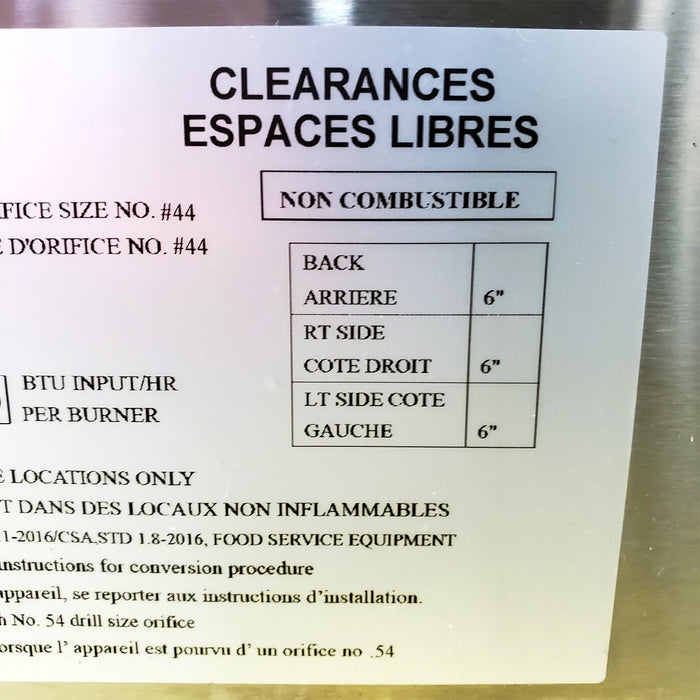 CLEARANCES
ESPACES LIBRES
NON COMBUSTIBLE
FICE SIZE NO. #44
D'ORIFICE NO. #44
BACK
ARRIERE 6"
RT SIDE
COTE DROIT 6"
LT SIDE COTE
GAUCHE 6"
BTU INPUT/HR
PER BURNER
E LOCATIONS ONLY
T DANS DES LOCAUX NON INFLAMMABLES
1-2016/CSA,STD 1.8-2016, FOOD SERVICE EQUIPMENT
instructions for conversion procedure
appareil, se reporter aux instructions d'installation.
h No. 54 drill size orifice
orsque l' appareil est pourvu d' un orifice no .54